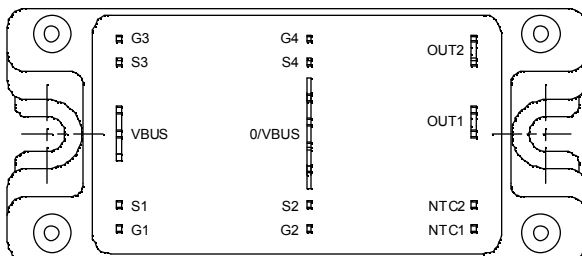 G3 G4
OUT2
S3 S4
OUT1
VBUS 0/VBUS
S1 S2 NTC2
G1 G2 NTC1